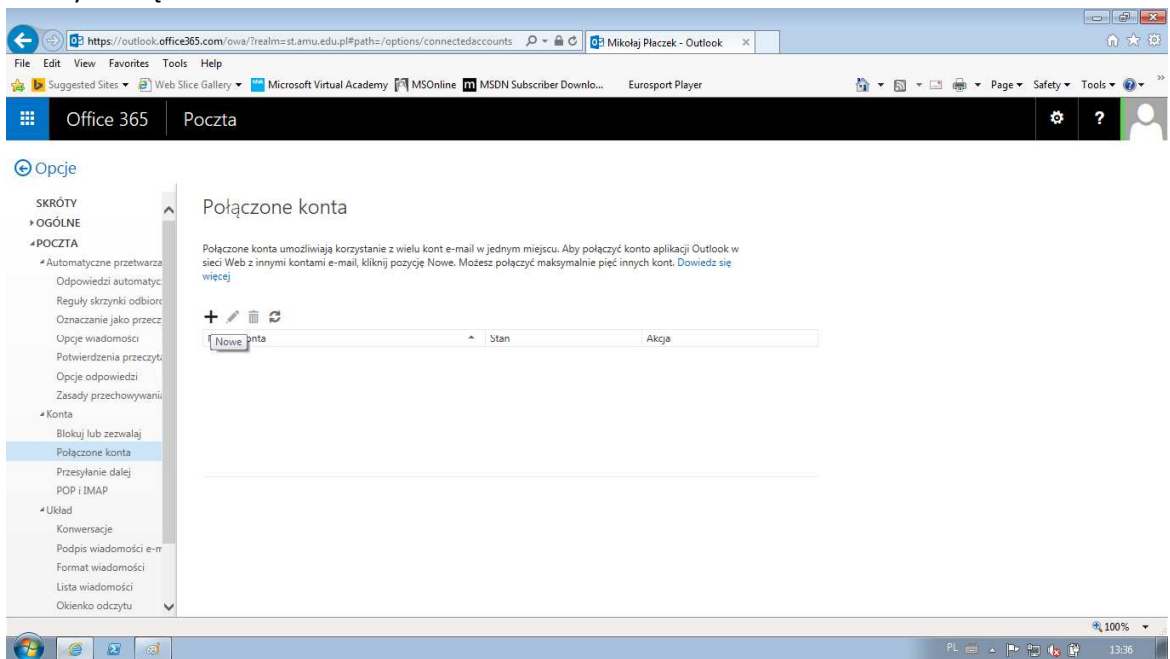 https://outlook.office365.com/owa/?realm=st.amu.edu.pl#path=/options/connectedaccounts
Mikołaj Płaczek - Outlook
File Edit View Favorites Tools Help
Suggested Sites Web Slice Gallery Microsoft Virtual Academy MSOnline MSDN Subscriber Downlo... Eurosport Player Page Safety Tools
Office 365 Poczta ?
Opcje
SKRÓTY
OGÓLNE
POCZTA
Automatyczne przetwarza
Odpowiedzi automatyc
Reguły skrzynki odbiorc
Oznaczanie jako przecz
Opcje wiadomości
Potwierdzenia przeczyta
Opcje odpowiedzi
Zasady przechowywania
Konta
Blokuj lub zezwalaj
Połączone konta
Przesyłanie dalej
POP i IMAP
Układ
Konwersacje
Podpis wiadomości e-m
Format wiadomości
Lista wiadomości
Okienko odczytu
Połączone konta
Połączone konta umożliwiają korzystanie z wielu kont e-mail w jednym miejscu. Aby połączyć konto aplikacji Outlook w
sieci Web z innymi kontami e-mail, kliknij pozycję Nowe. Możesz połączyć maksymalnie pięć innych kont. Dowiedz się
więcej
Stan Akcja
Nowe
100%
PL 13:36